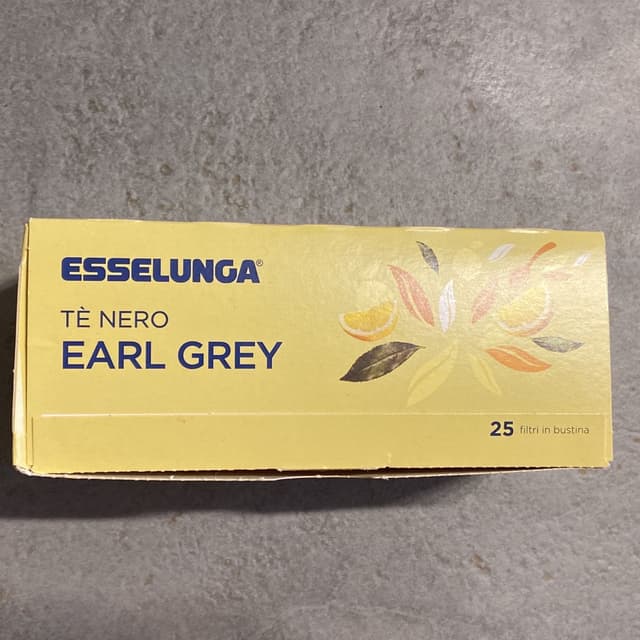 ESSELUNGA®
TÈ NERO
EARL GREY
25 filtri in bustina